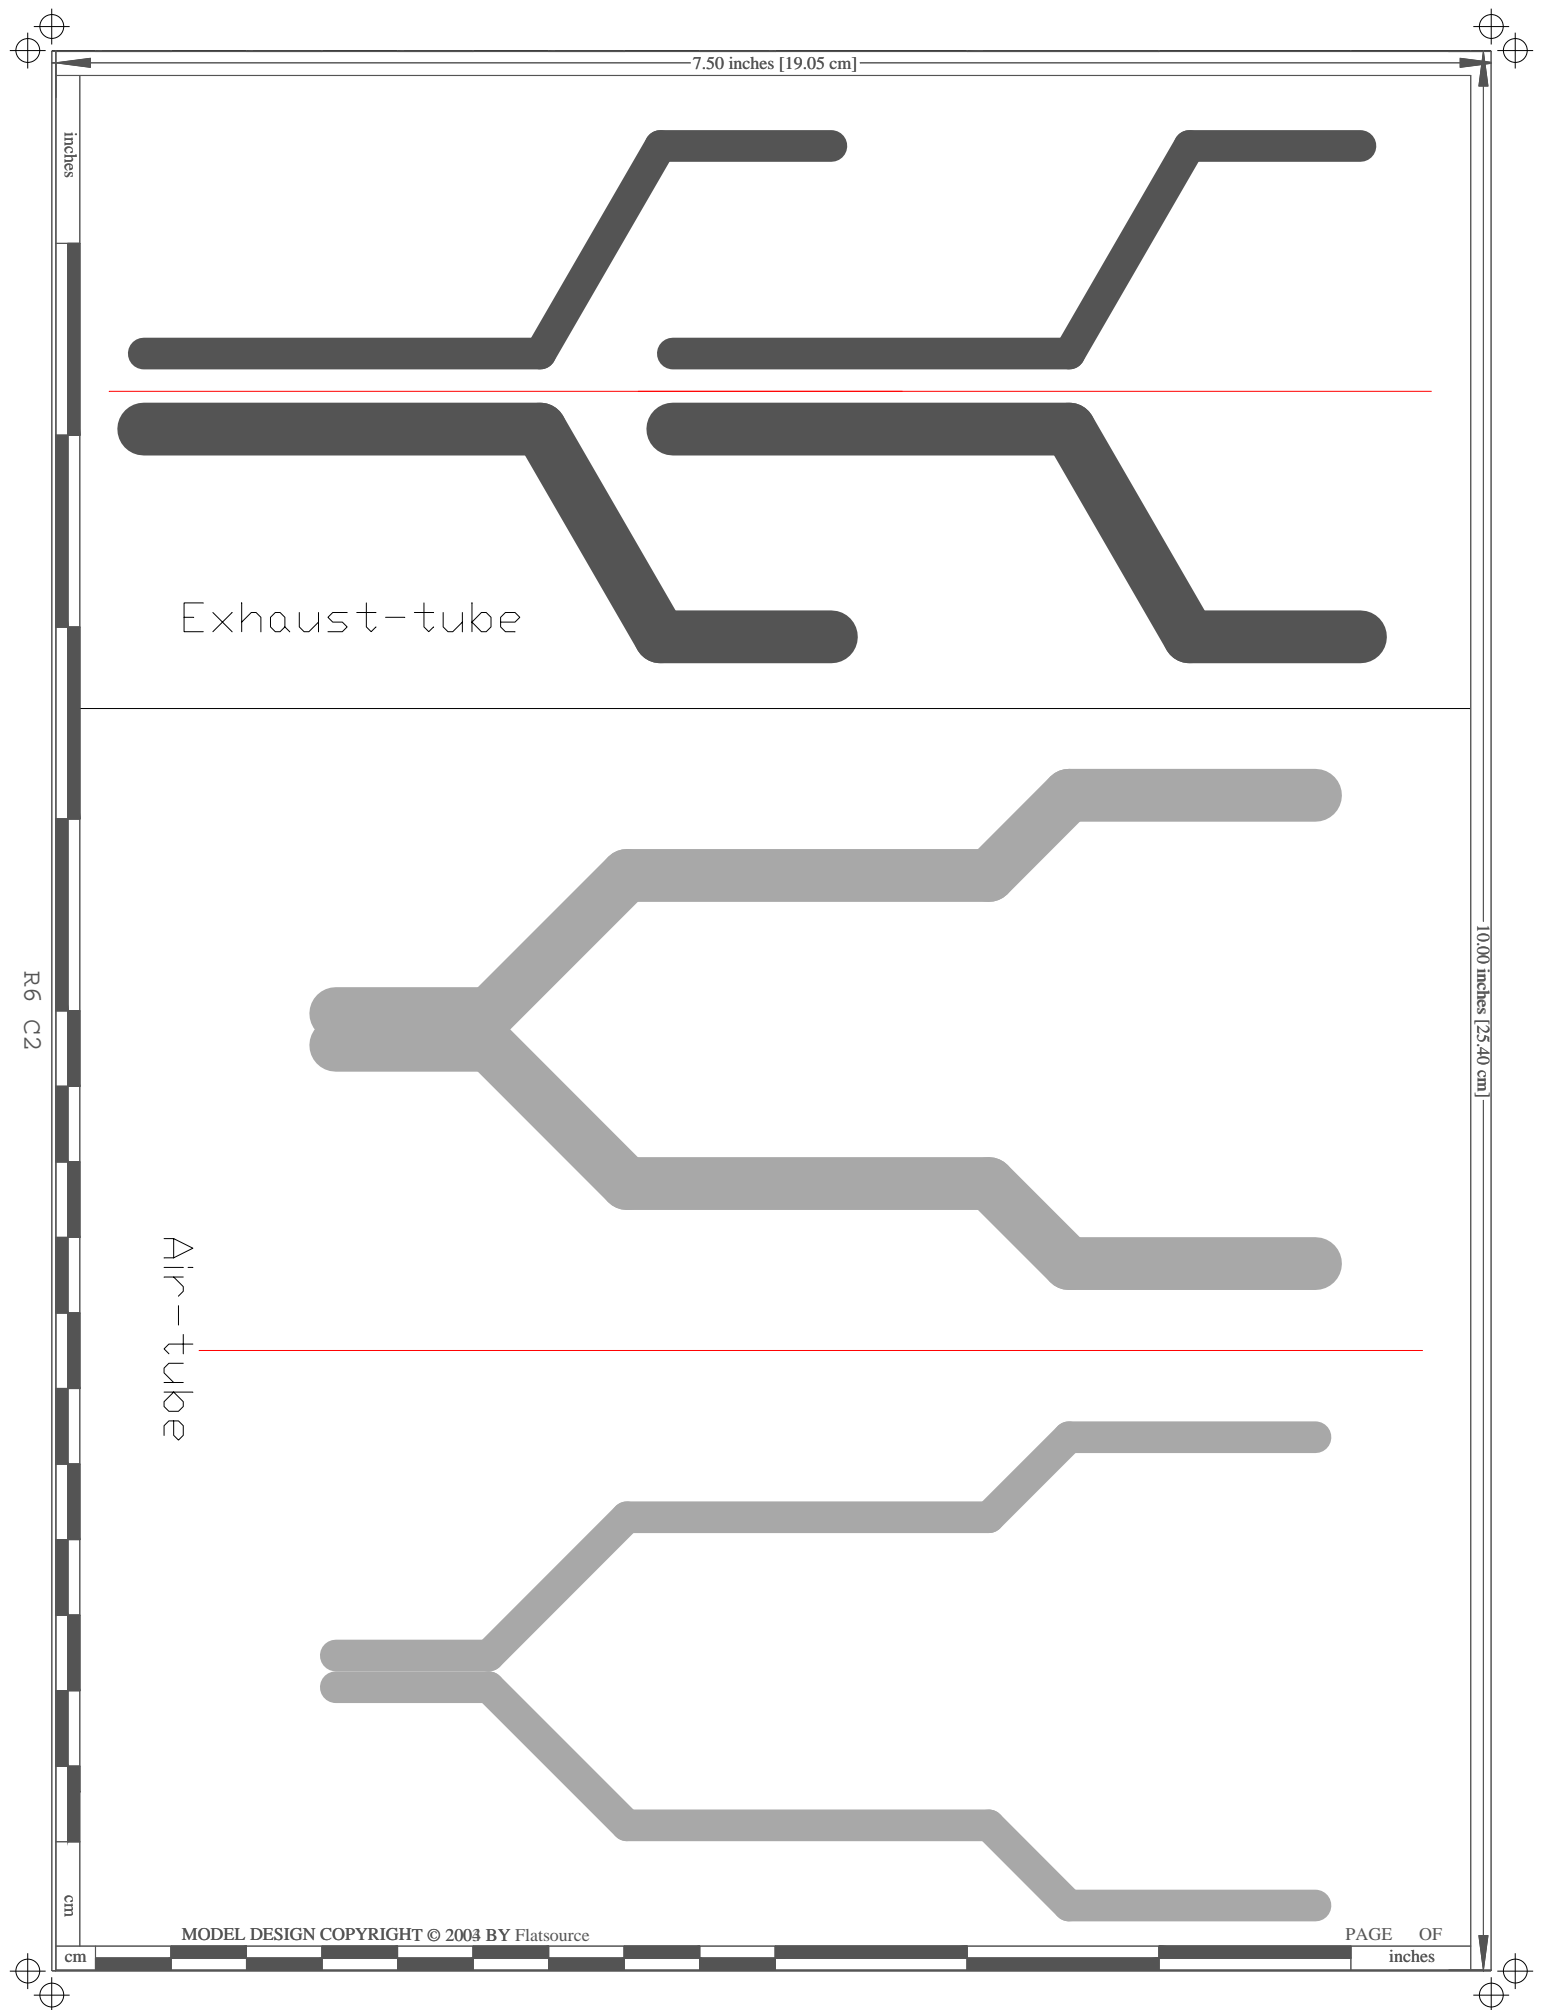 7.50 inches [19.05 cm]
inches
Exhaust-tube
10.00 inches [25.40 cm]
R6 C2
Air-tube
cm
MODEL DESIGN COPYRIGHT © BY Flatsource
PAGE OF
cm
inches